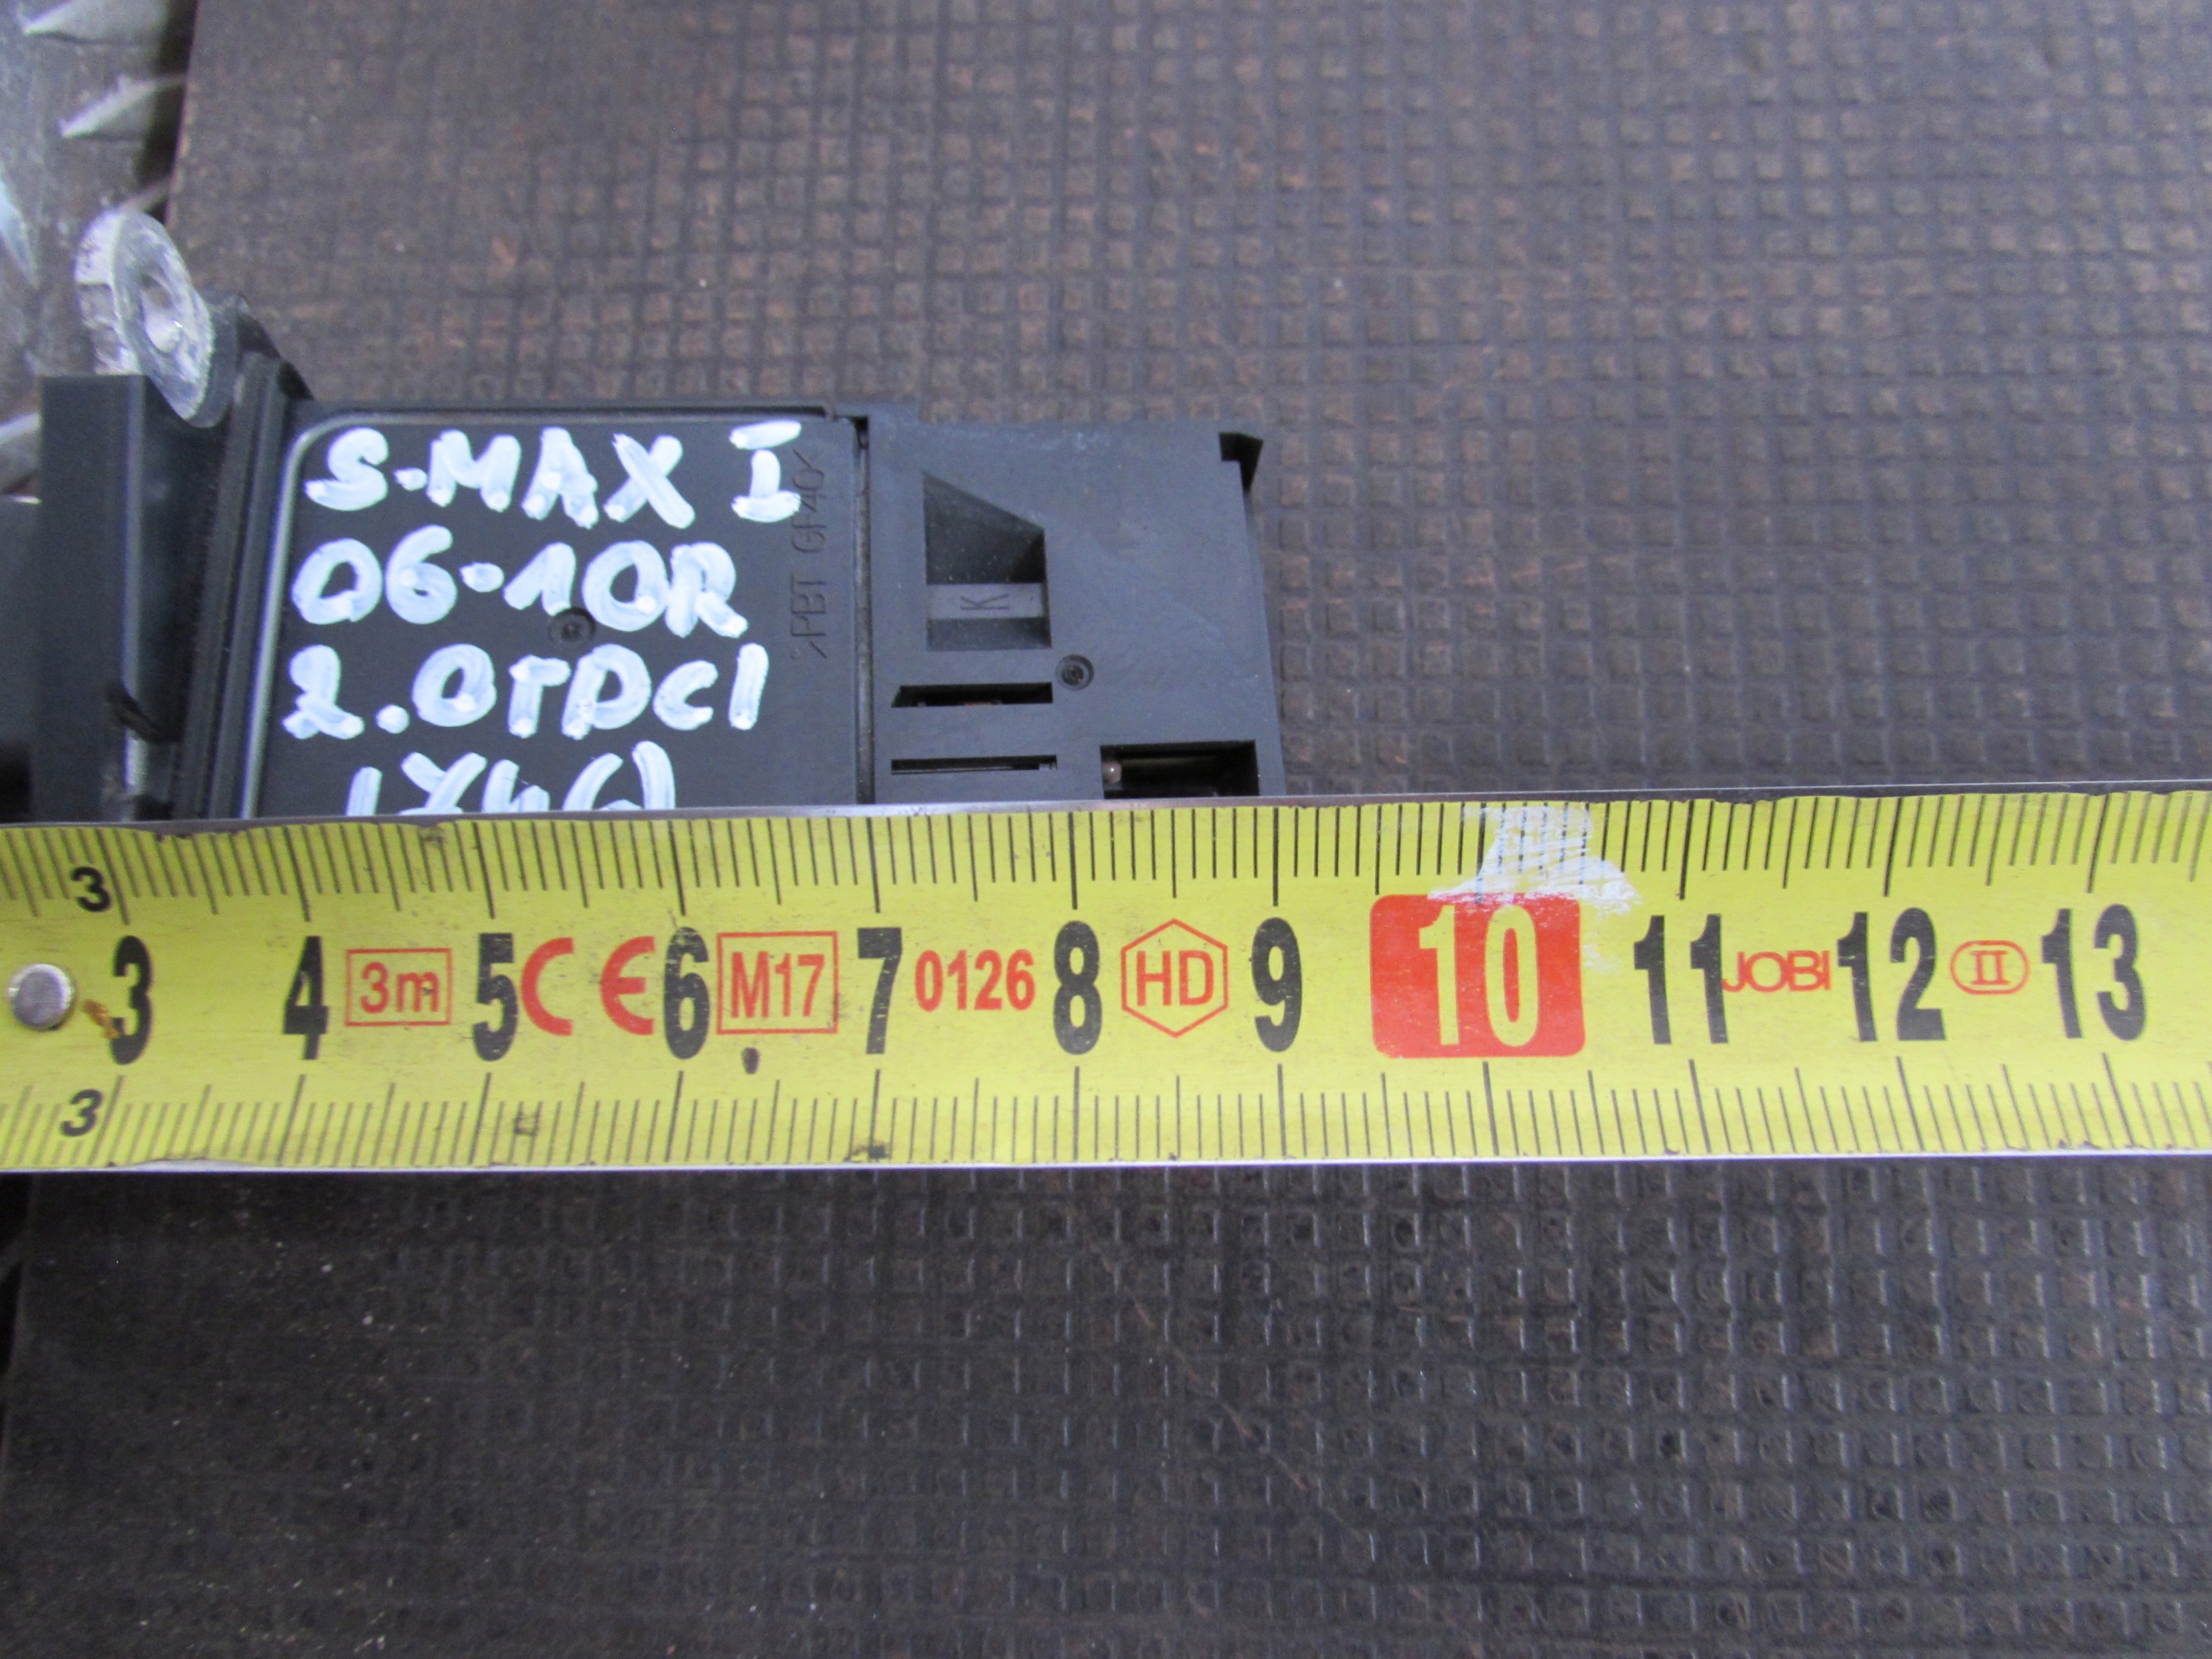 S-MAX I
06-10R
2.0TDCI
>PBT GF40<
K
3
3 4 3m 5 CE 6 M17 7 0126 8 HD 9 10 11 JOBI 12 II 13
3